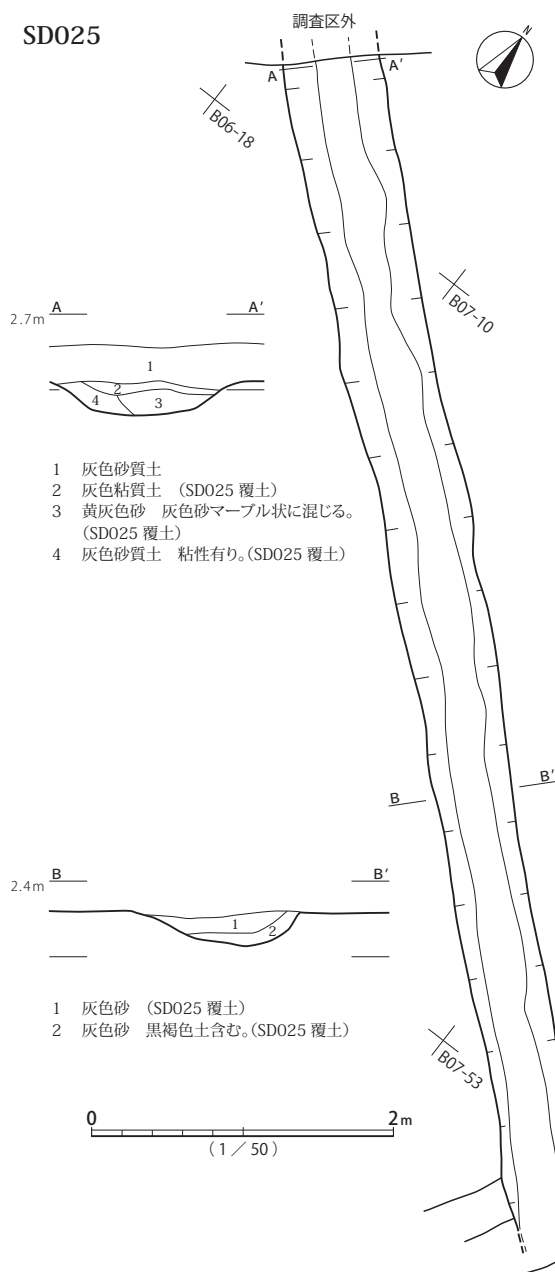 SD025
調査区外
N
A
A'
B06-18
B07-10
A
A'
2.7m
1
2
4
3
1 灰色砂質土
2 灰色粘質土 (SD025 覆土)
3 黄灰色砂 灰色砂マーブル状に混じる。
(SD025 覆土)
4 灰色砂質土 粘性有り。(SD025 覆土)
B
B'
B
B'
2.4m
1
2
1 灰色砂 (SD025 覆土)
2 灰色砂 黒褐色土含む。(SD025 覆土)
B07-53
0
2m
(1/50)